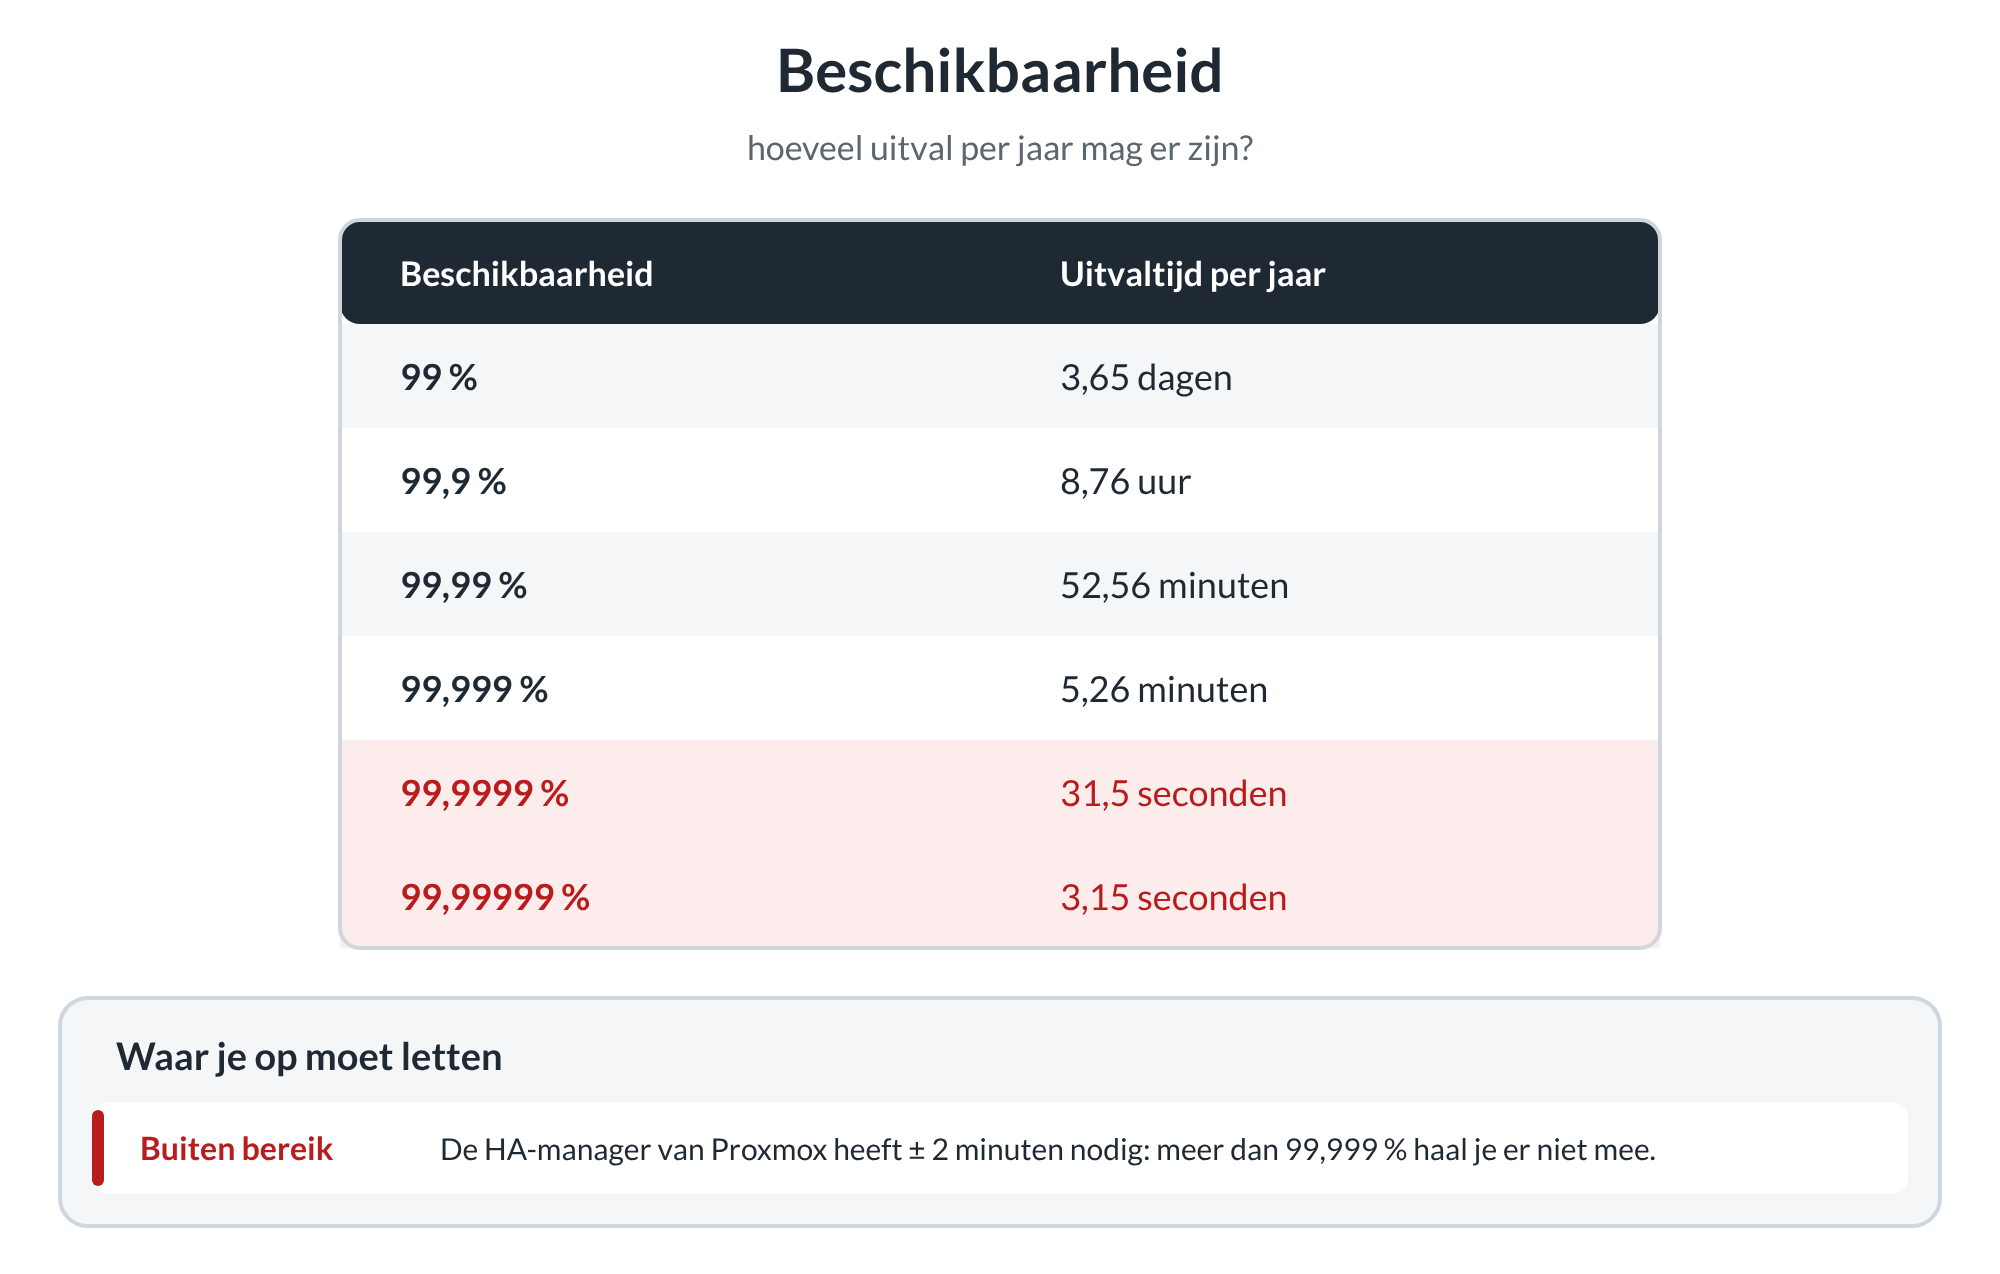 Beschikbaarheid
hoeveel uitval per jaar mag er zijn?
Beschikbaarheid Uitvaltijd per jaar
99 % 3,65 dagen
99,9 % 8,76 uur
99,99 % 52,56 minuten
99,999 % 5,26 minuten
99,9999 % 31,5 seconden
99,99999 % 3,15 seconden
Waar je op moet letten
Buiten bereik De HA-manager van Proxmox heeft ± 2 minuten nodig: meer dan 99,999 % haal je er niet mee.